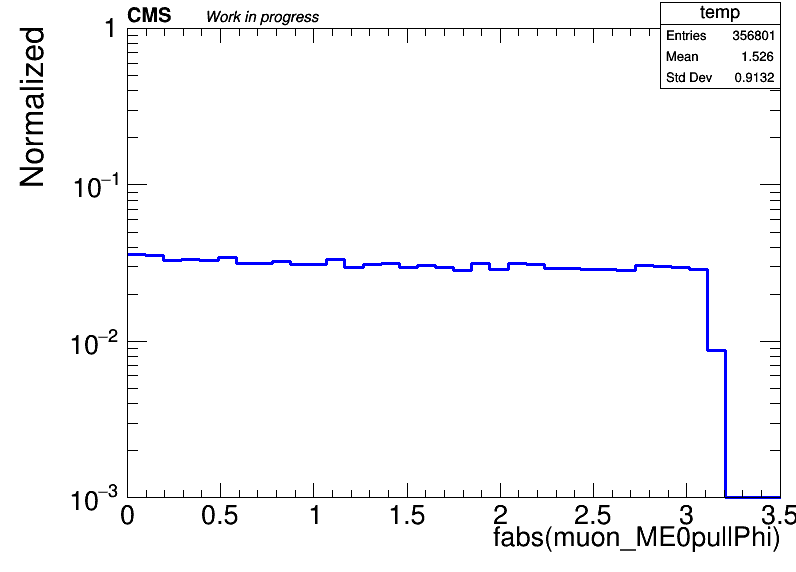 CMS Work in progress
temp
Entries 356801
Mean 1.526
Std Dev 0.9132
Normalized
1
10−1
10−2
10−3
0 0.5 1 1.5 2 2.5 3 3.5
fabs(muon_ME0pullPhi)